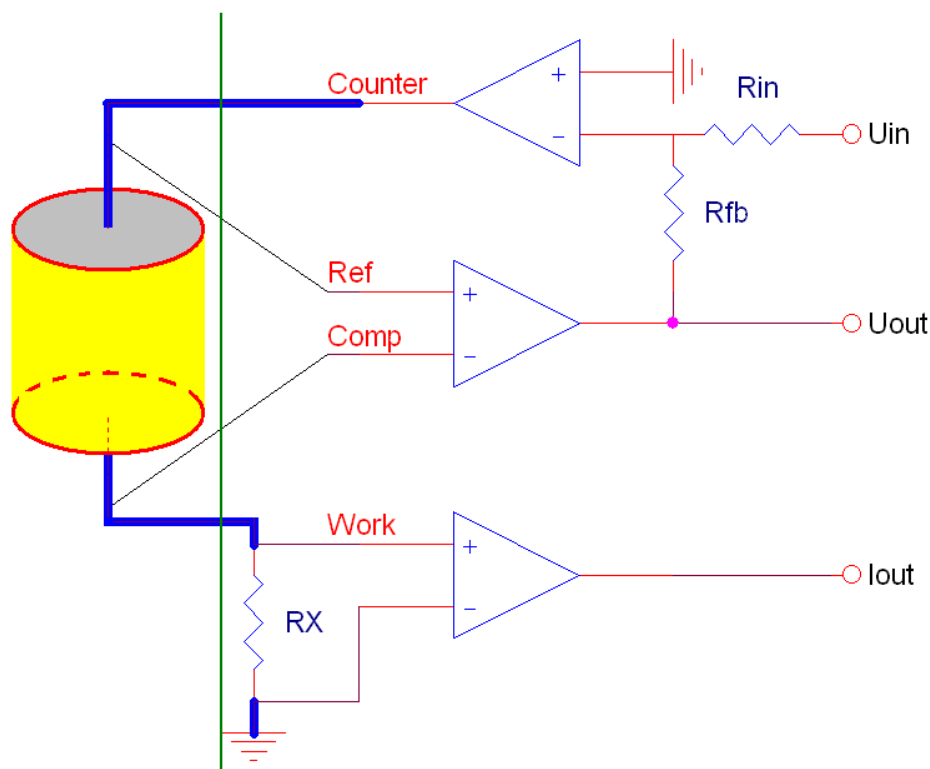 Counter
+
Rin
−
Uin
Rfb
Ref
+
Uout
Comp
−
Work
+
Iout
RX
−